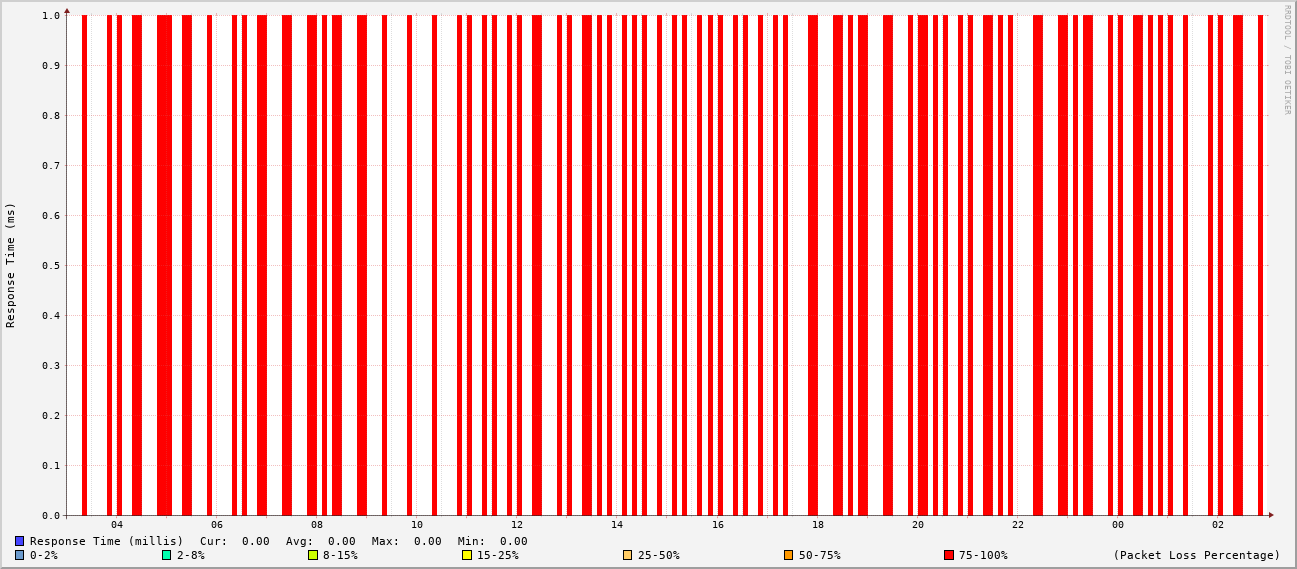 RRDTOOL / TOBI OETIKER
Response Time (ms)
1.0
0.9
0.8
0.7
0.6
0.5
0.4
0.3
0.2
0.1
0.0
04 06 08 10 12 14 16 18 20 22 00 02
Response Time (millis) Cur: 0.00 Avg: 0.00 Max: 0.00 Min: 0.00
0-2% 2-8% 8-15% 15-25% 25-50% 50-75% 75-100% (Packet Loss Percentage)